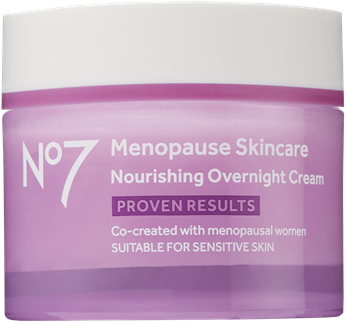 No7
Menopause Skincare
Nourishing Overnight Cream
PROVEN RESULTS
Co-created with menopausal women
SUITABLE FOR SENSITIVE SKIN